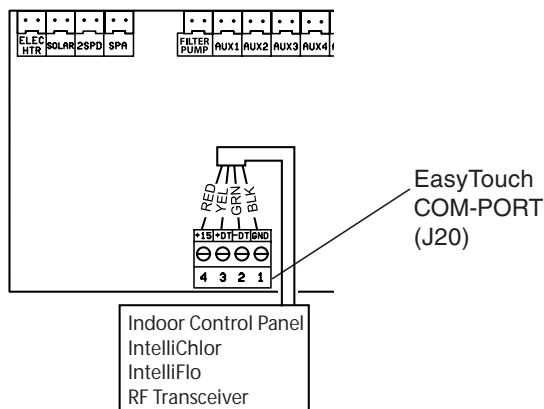 ELEC HTR SOLAR 2SPD SPA FILTER PUMP AUX1 AUX2 AUX3 AUX4
RED YEL GRN BLK
+15 +DT -DT GND
4 3 2 1
EasyTouch
COM-PORT
(J20)
Indoor Control Panel
IntelliChlor
IntelliFlo
RF Transceiver